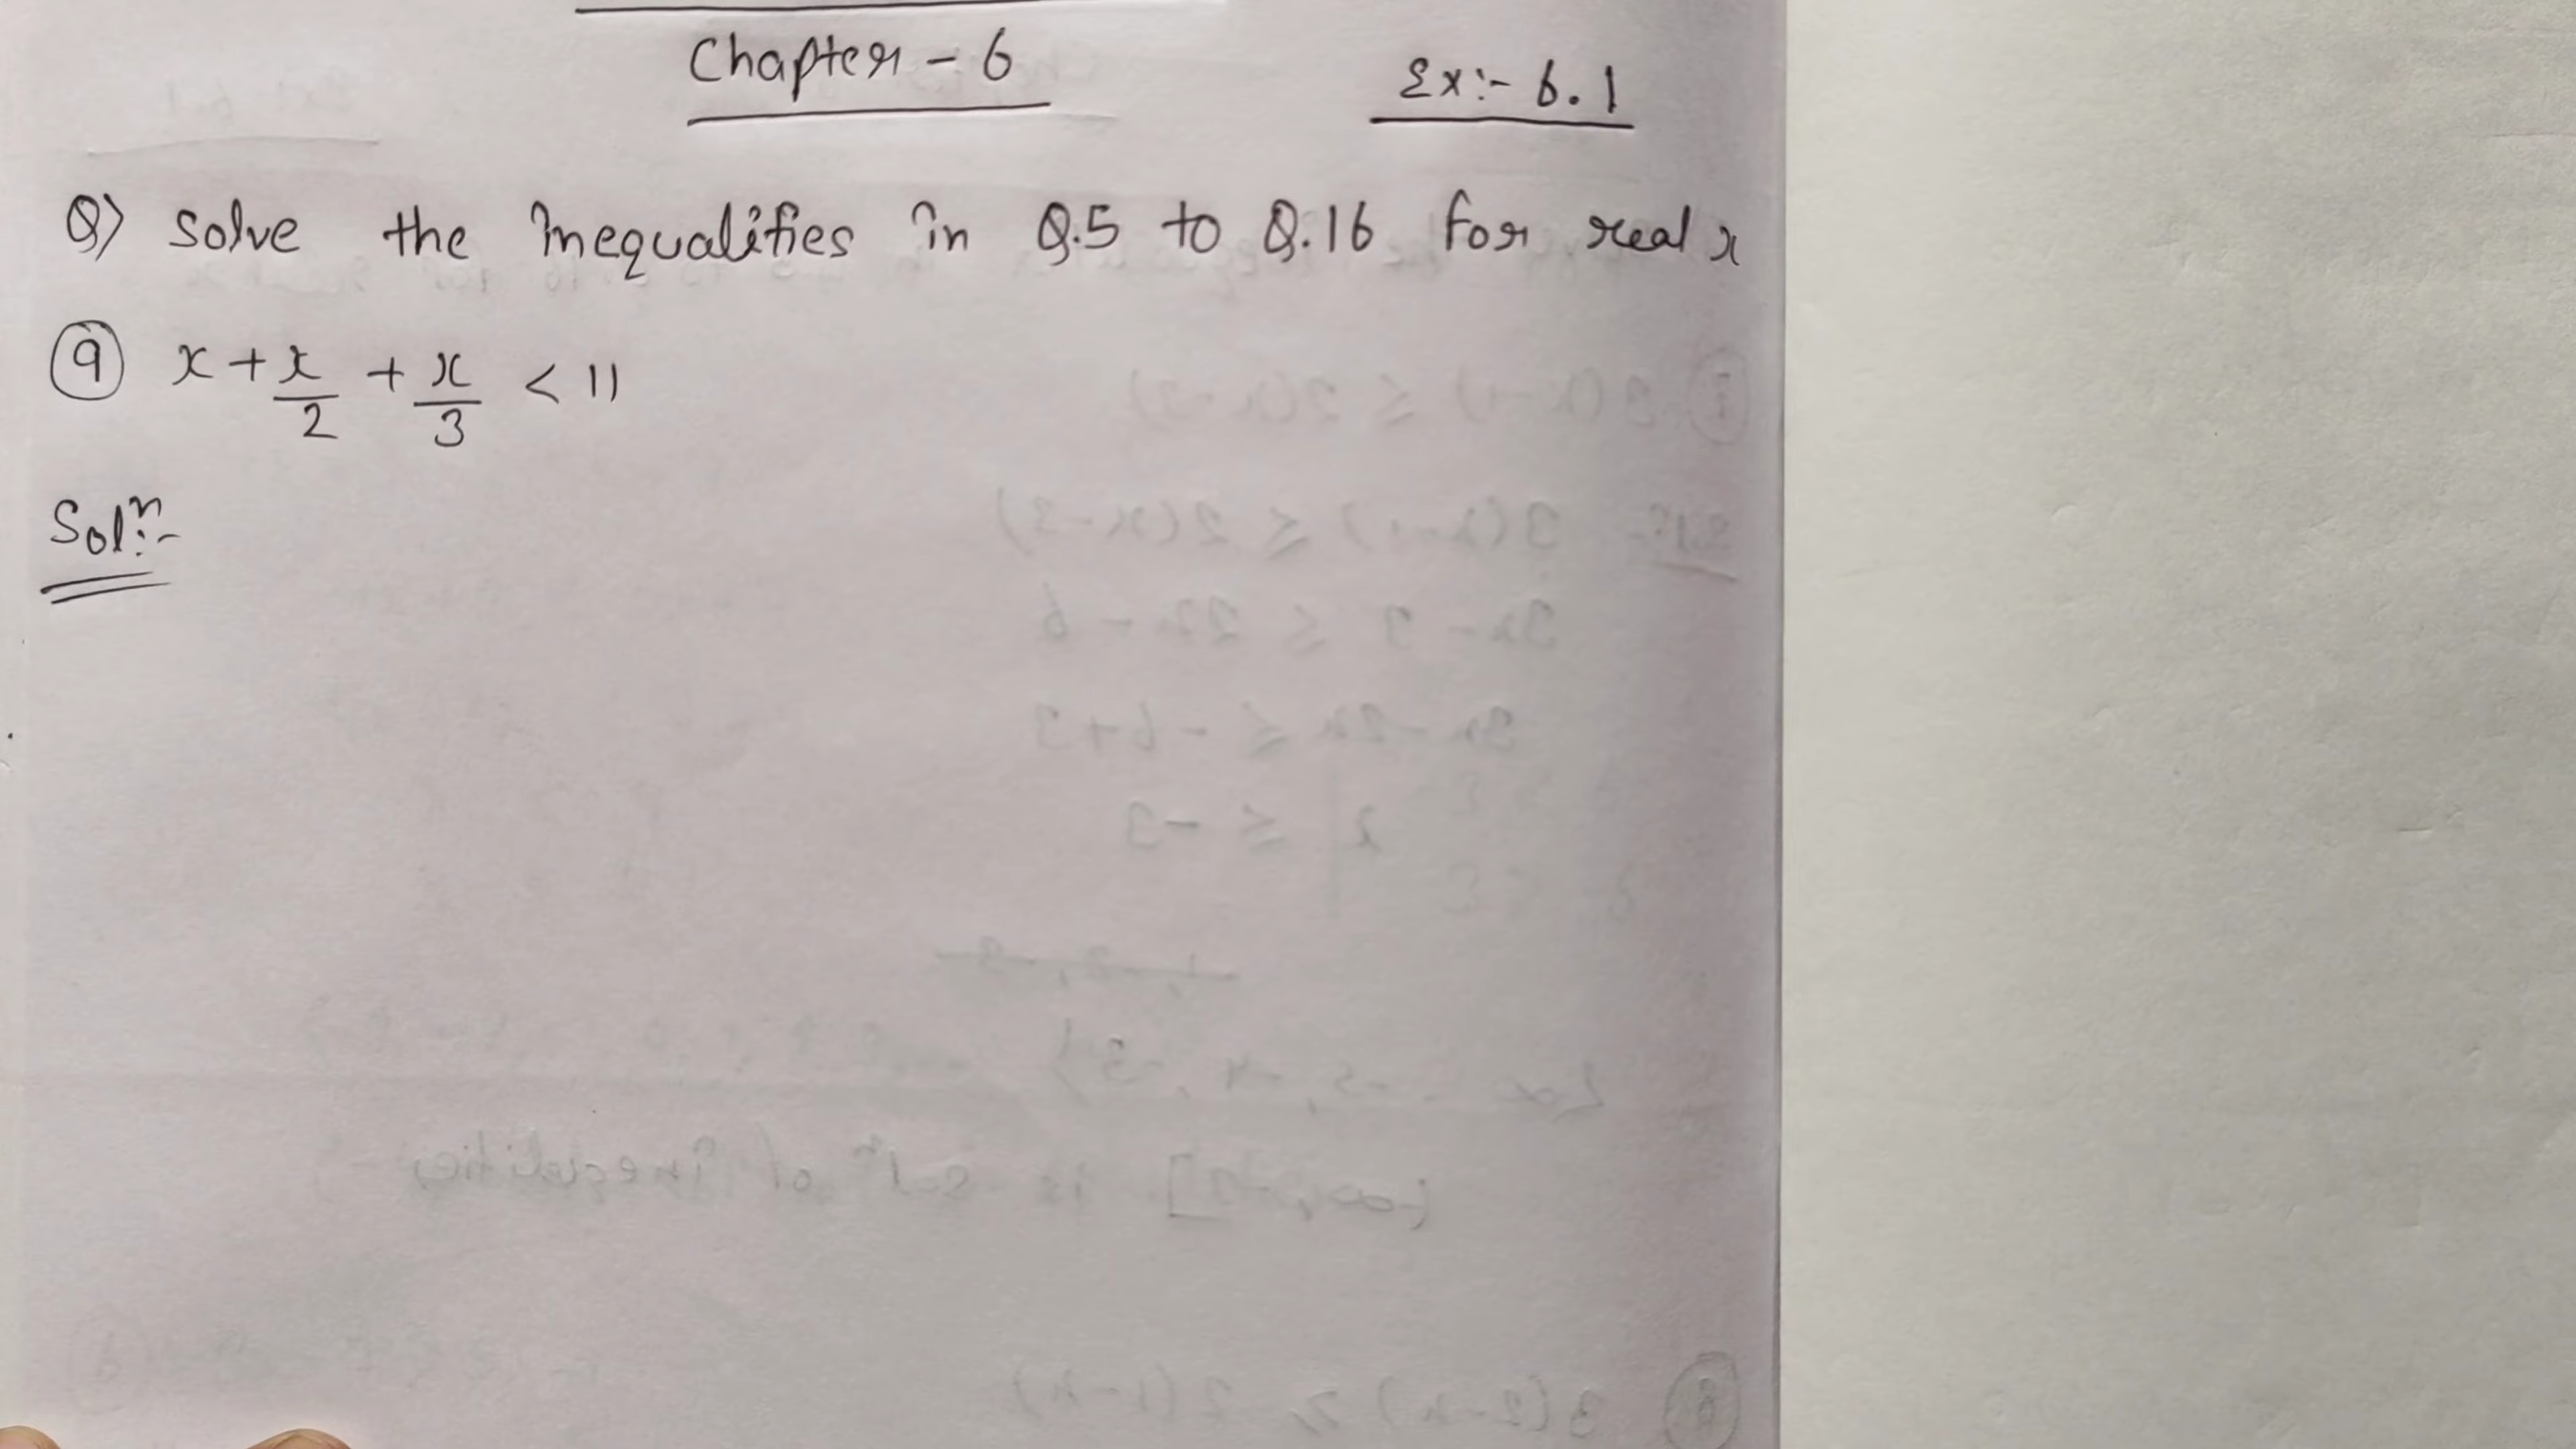 Chapter - 6
Ex:- 6.1
Q) Solve the Inequalities in Q.5 to Q.16 for real x
⑨ x + x/2 + x/3 < 11
Solⁿ:-